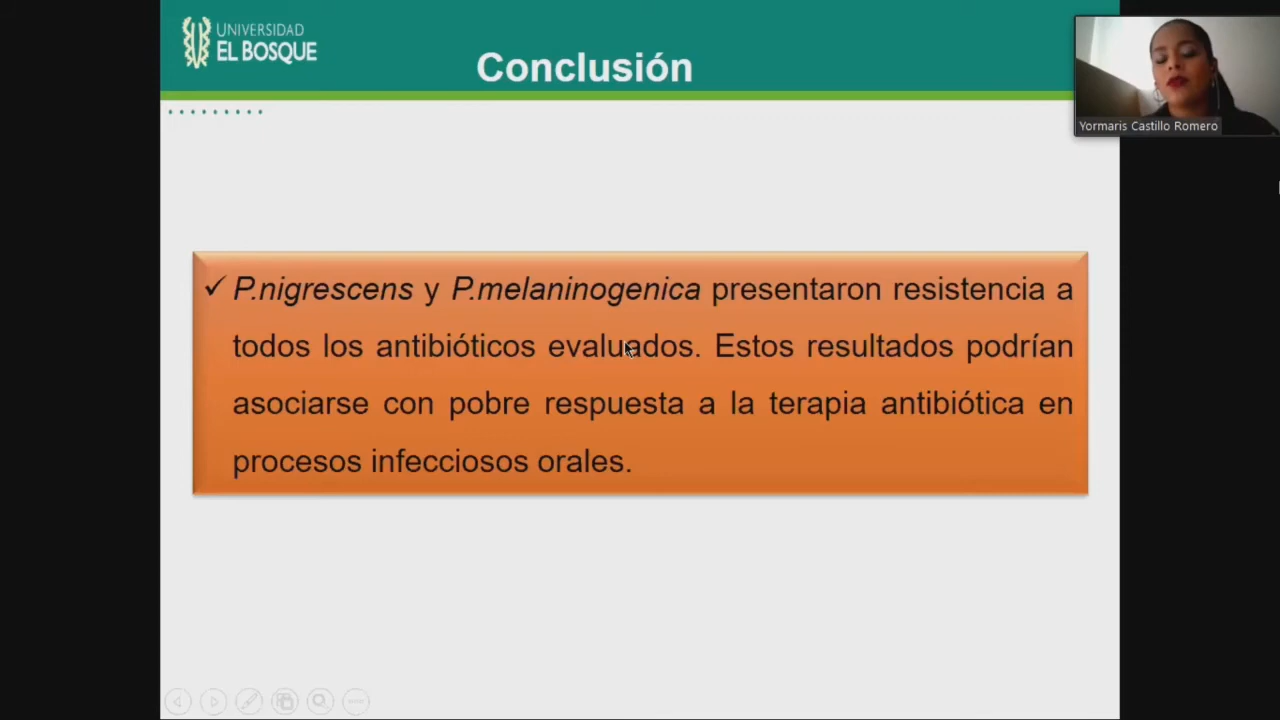 UNIVERSIDAD
EL BOSQUE
Conclusión
Yormaris Castillo Romero
✓ P.nigrescens y P.melaninogenica presentaron resistencia a
todos los antibióticos evaluados. Estos resultados podrían
asociarse con pobre respuesta a la terapia antibiótica en
procesos infecciosos orales.